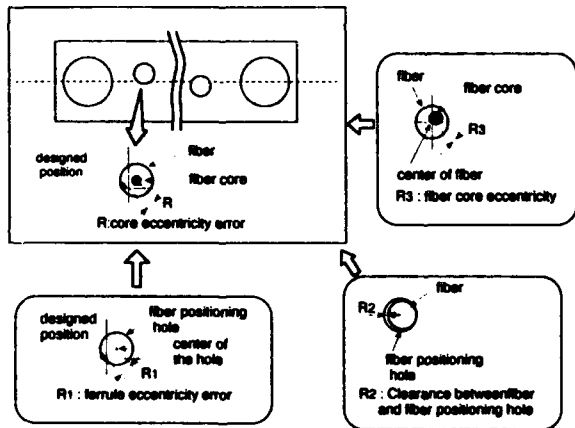 designed
position
fiber
fiber core
R
R:core eccentricity error
fiber
fiber core
R3
center of fiber
R3 : fiber core eccentricity
designed
position
fiber positioning
hole
center of
the hole
R1
R1 : ferrule eccentricity error
fiber
R2
fiber positioning
hole
R2 : Clearance betweenfiber
and fiber positioning hole